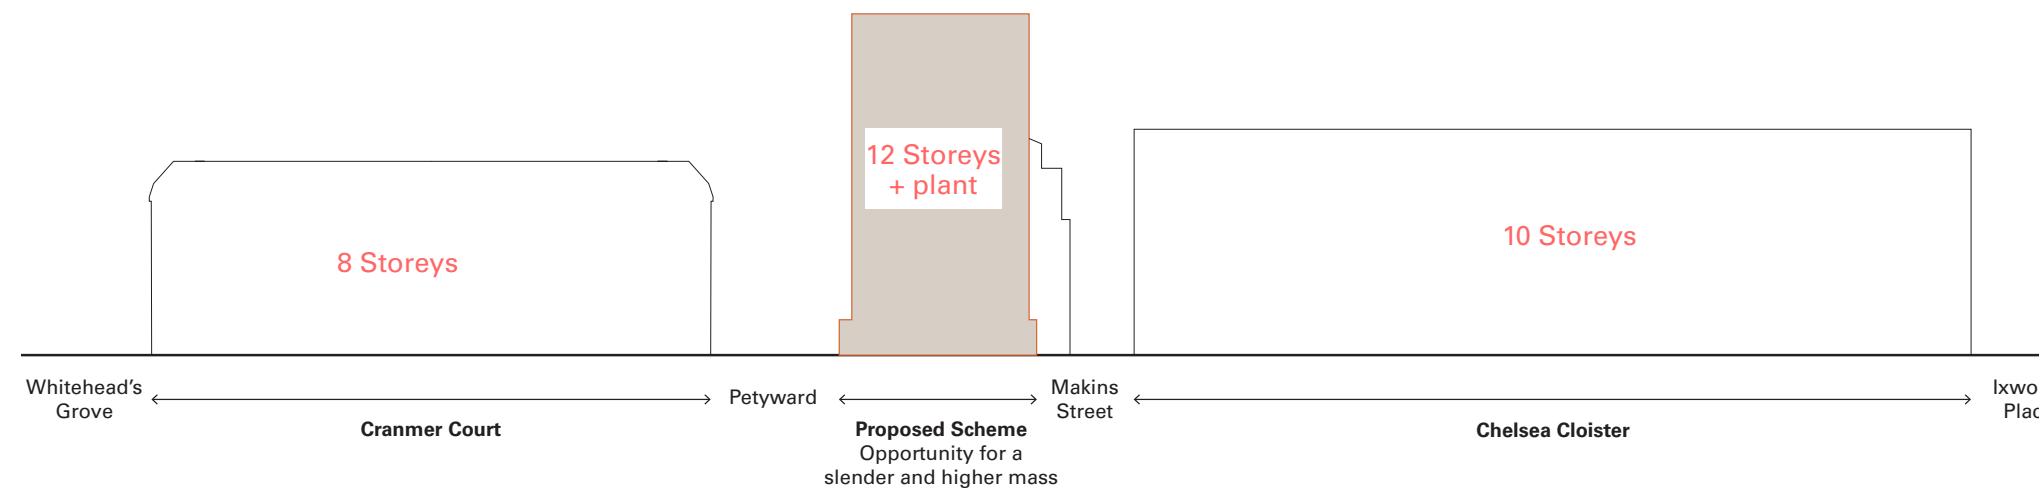 12 Storeys
+ plant
8 Storeys
10 Storeys
Whitehead’s
Grove
Cranmer Court
Petyward
Proposed Scheme
Opportunity for a
slender and higher mass
Makins
Street
Chelsea Cloister